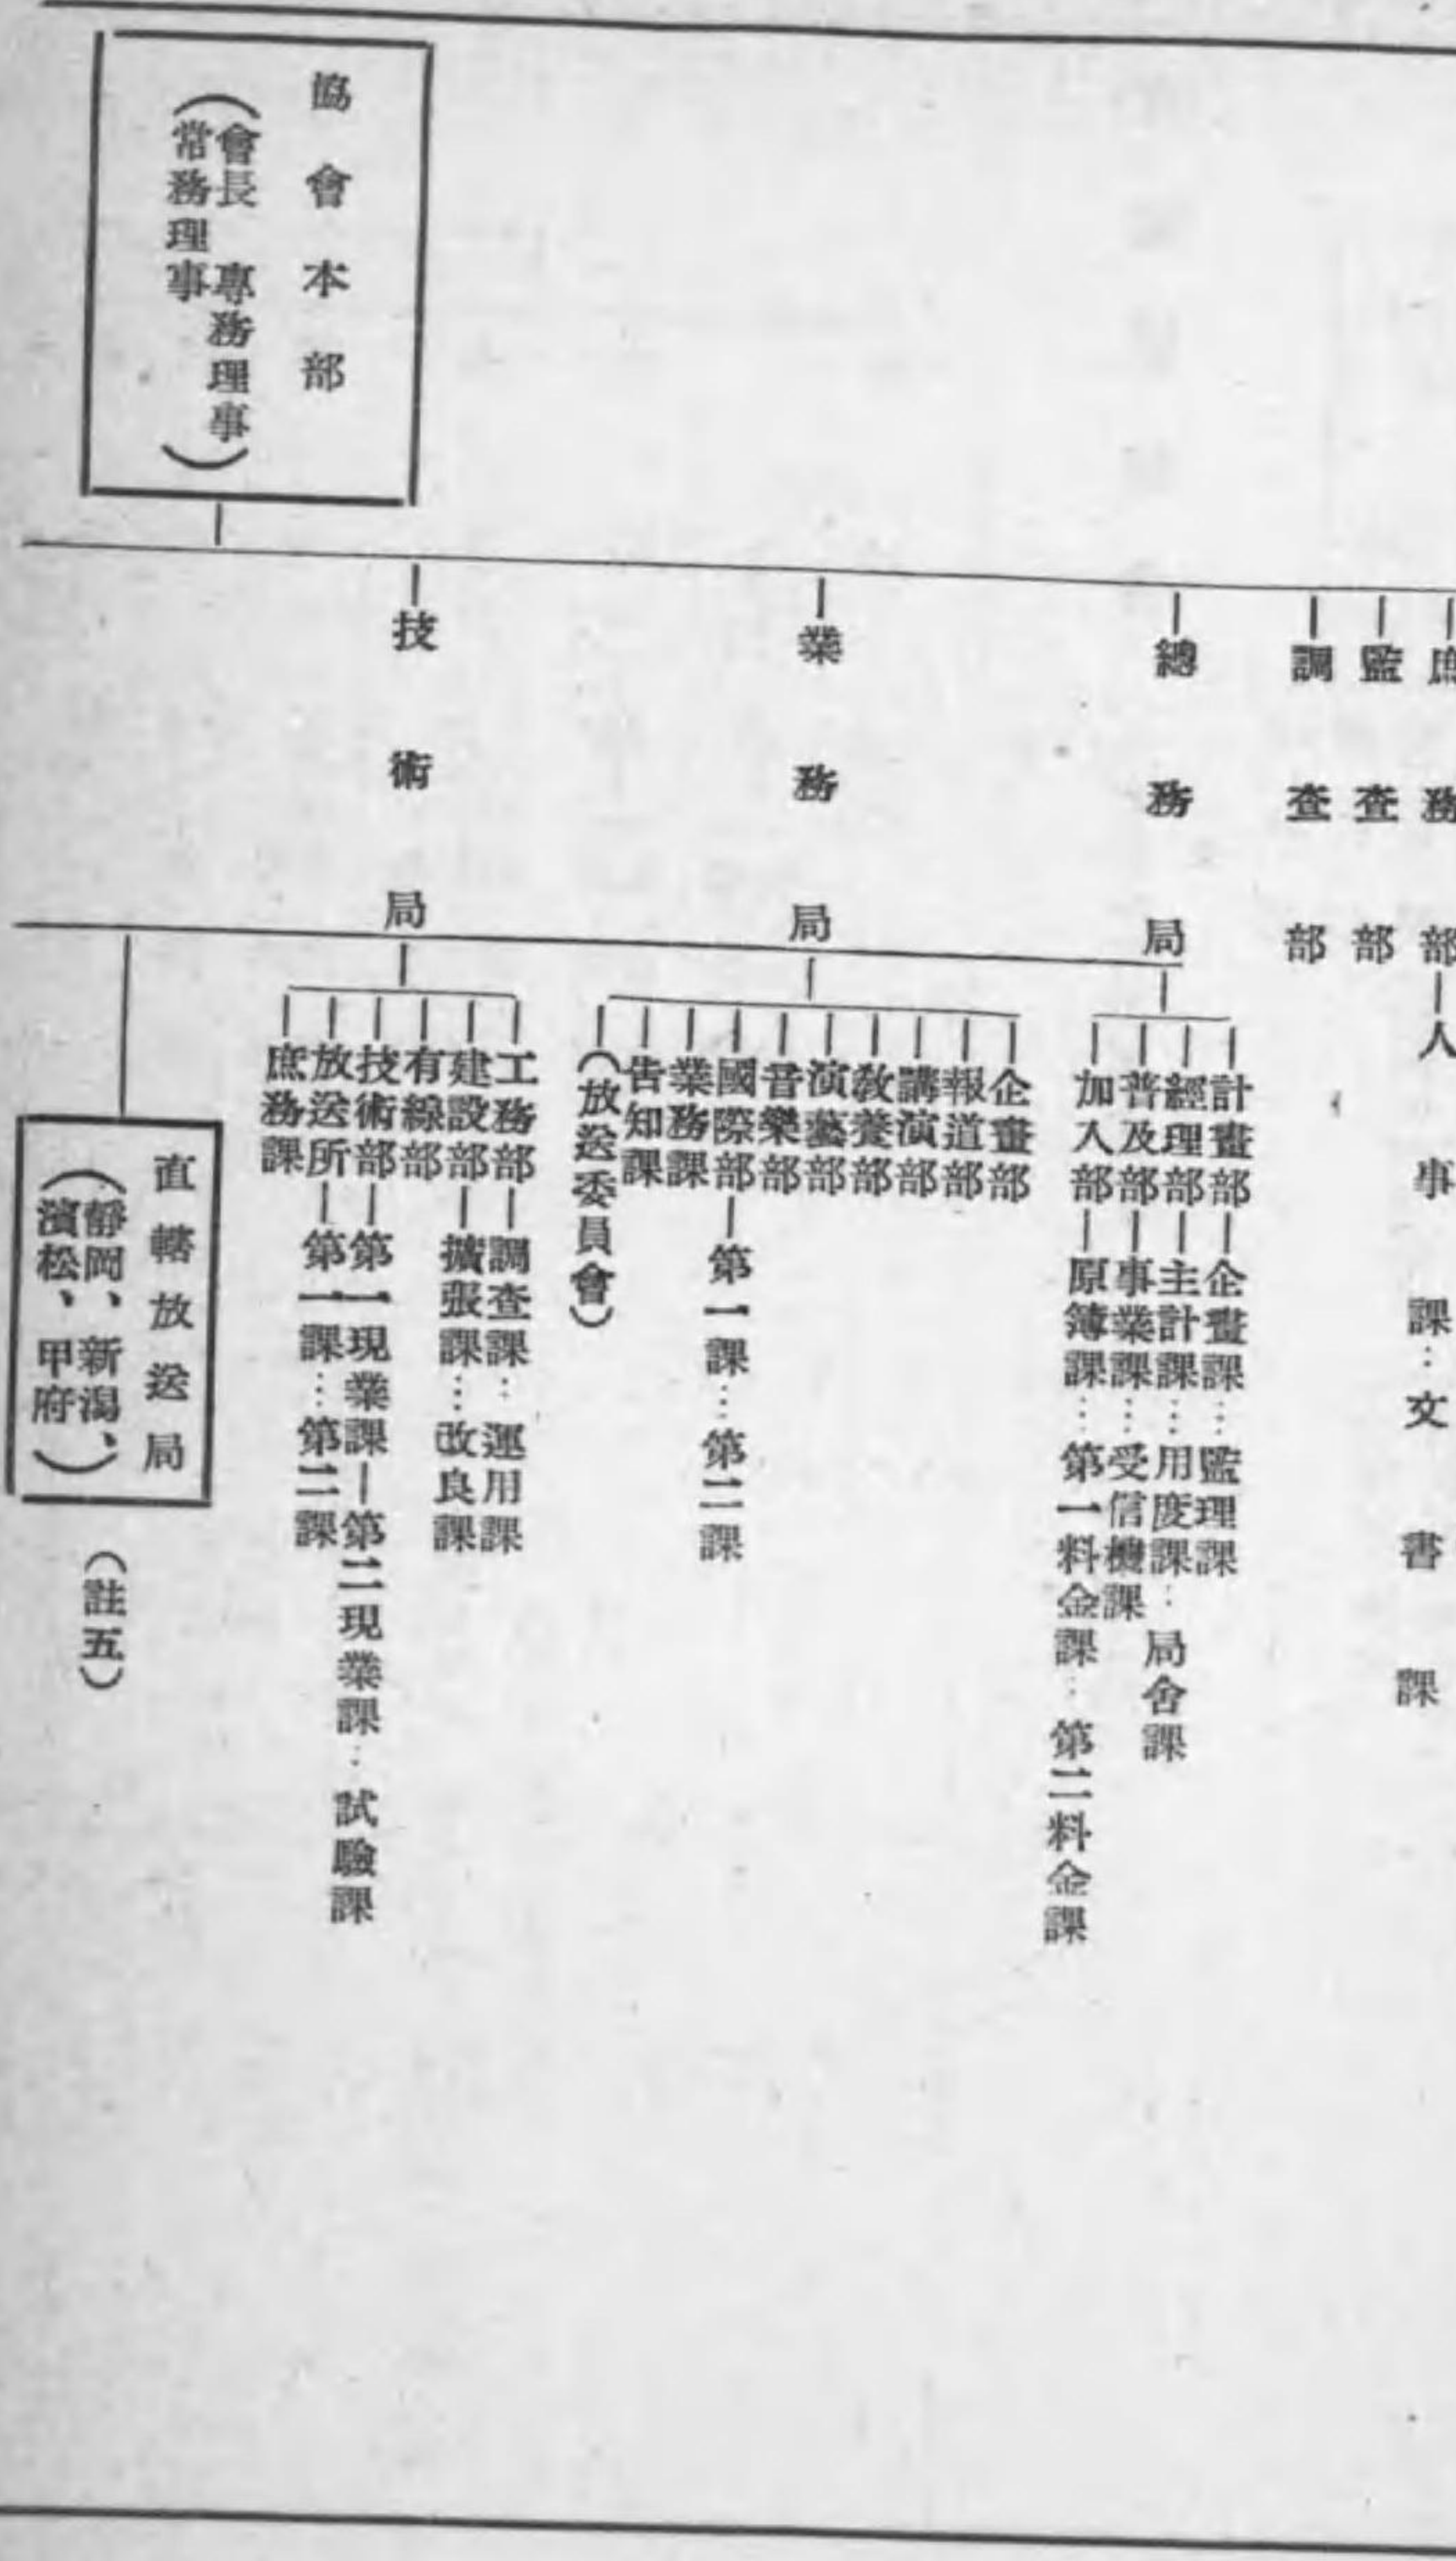 協會本部
(會長 專務理事
常務理事)
庶務部—人事課…文書課
監查部
調查部
總務局
計畫部—企畫課…監理課
經理部—主計課…用度課…局舍課
普及部—事業課…受信機課
加入部—原簿課…第一料金課…第二料金課
業務局
企畫部
報道部
講演部
教養部
演藝部
音樂部
國際部—第一課…第二課
業務課
告知課
(放送委員會)
技術局
工務部—調查課…運用課
建設部—擴張課…改良課
有線部
技術部—第一現業課—第二現業課…試驗課
放送所—第一課…第二課
庶務課
直轄放送局
(靜岡、新潟、
濱松、甲府)
(註五)